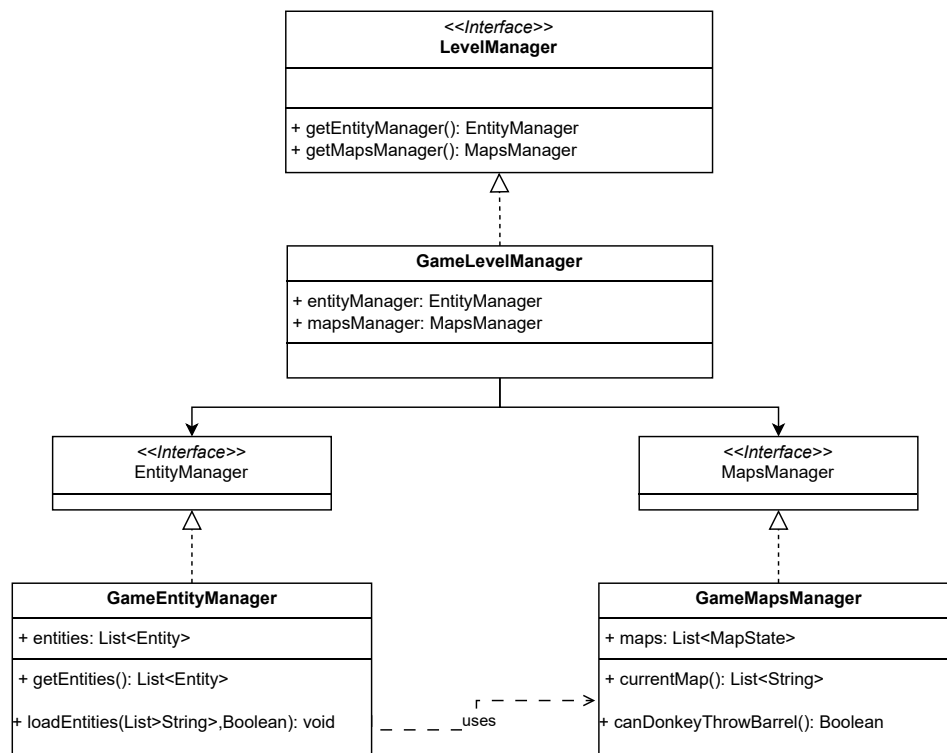 <<Interface>>
LevelManager
+ getEntityManager(): EntityManager
+ getMapsManager(): MapsManager
GameLevelManager
+ entityManager: EntityManager
+ mapsManager: MapsManager
<<Interface>>
EntityManager
<<Interface>>
MapsManager
GameEntityManager
+ entities: List<Entity>
+ getEntities(): List<Entity>
+ loadEntities(List>String>,Boolean): void
uses
GameMapsManager
+ maps: List<MapState>
+ currentMap(): List<String>
+ canDonkeyThrowBarrel(): Boolean